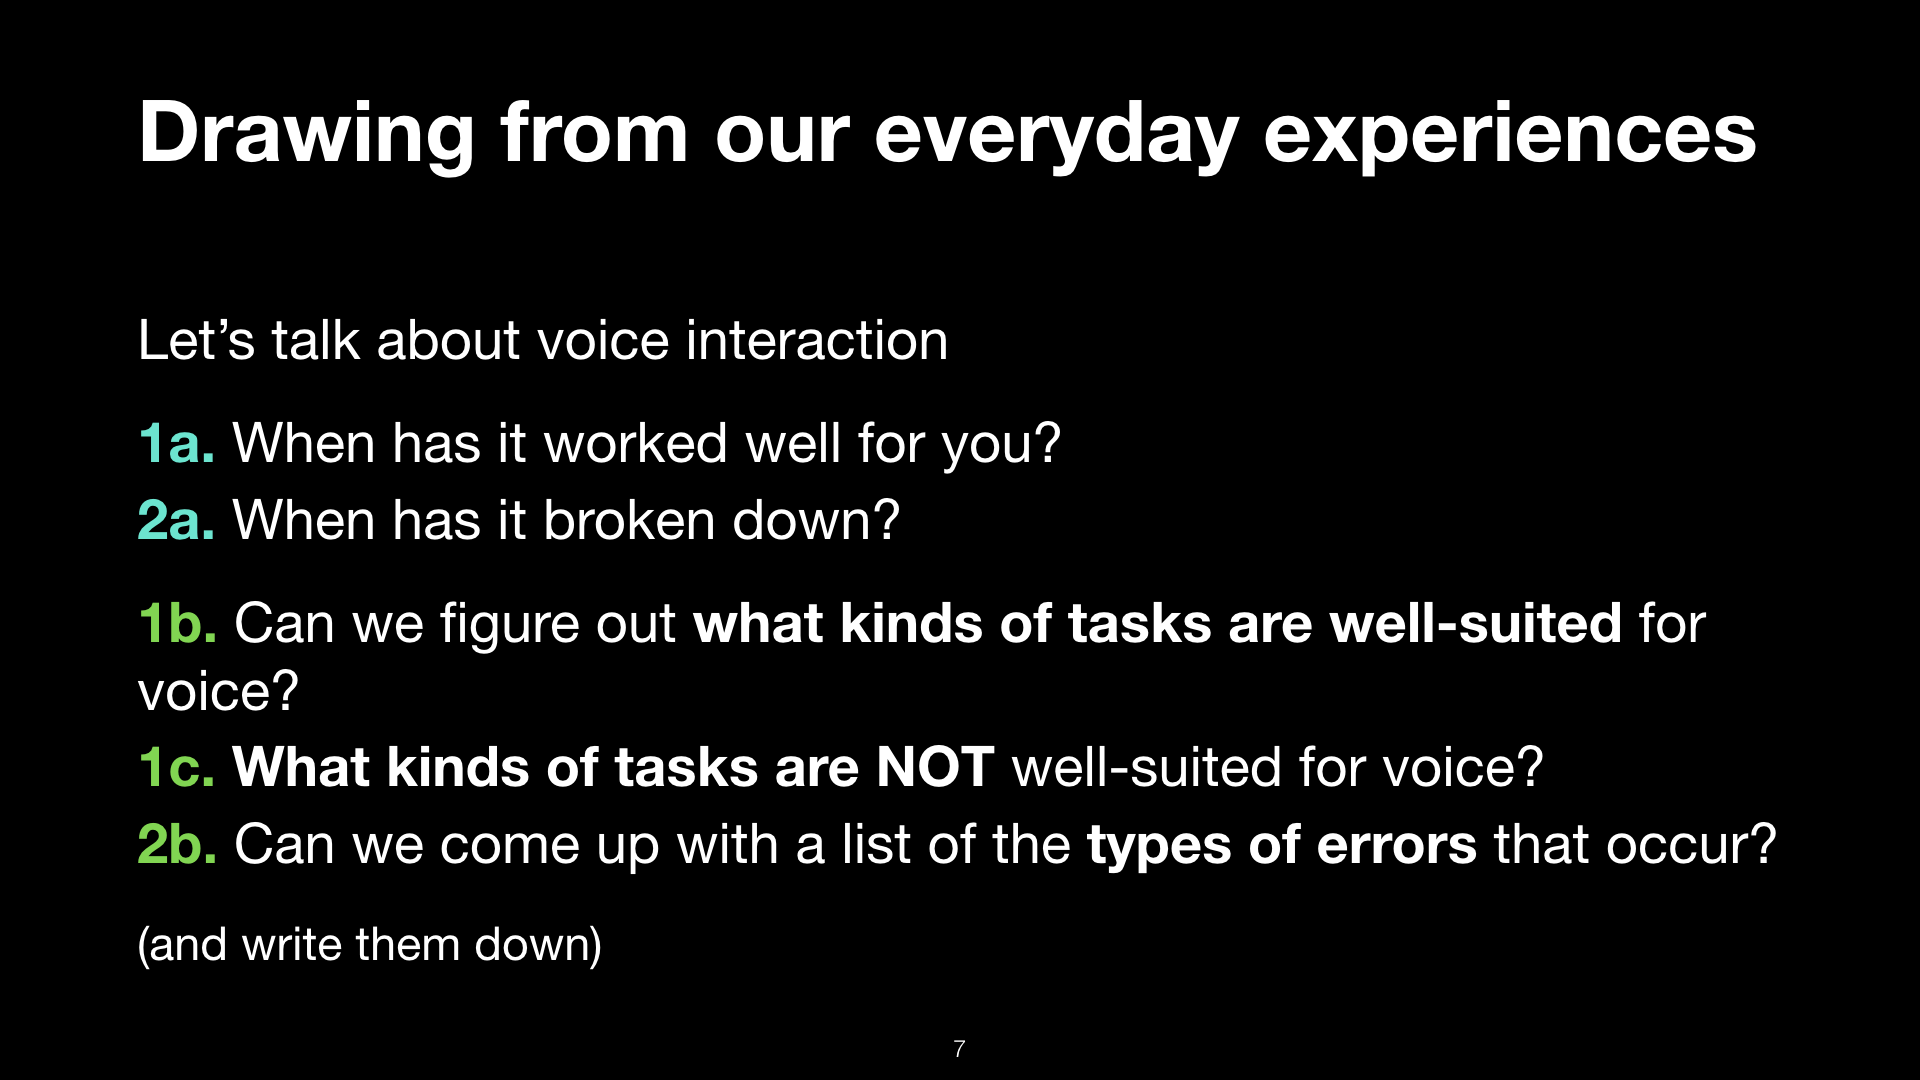 Drawing from our everyday experiences
Let’s talk about voice interaction
1a. When has it worked well for you?
2a. When has it broken down?
1b. Can we figure out what kinds of tasks are well-suited for
voice?
1c. What kinds of tasks are NOT well-suited for voice?
2b. Can we come up with a list of the types of errors that occur?
(and write them down)
7